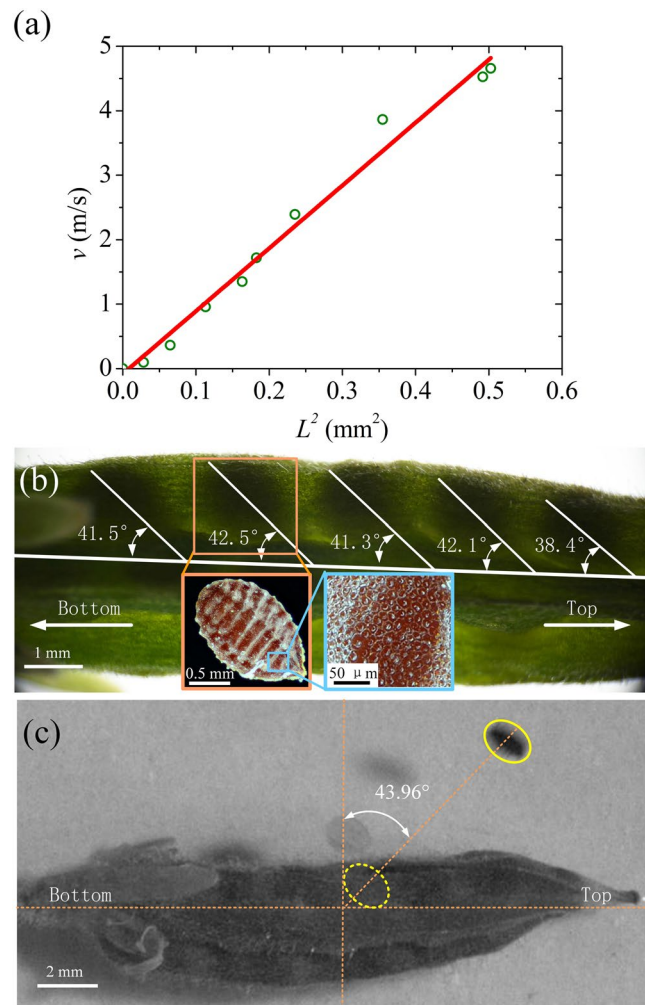 (a)
5
4
3
2
1
0
v (m/s)
0.0 0.1 0.2 0.3 0.4 0.5 0.6
L² (mm²)
(b)
41.5° 42.5° 41.3° 42.1° 38.4°
Bottom Top
1 mm 0.5 mm 50 μm
(c)
43.96°
Bottom Top
2 mm